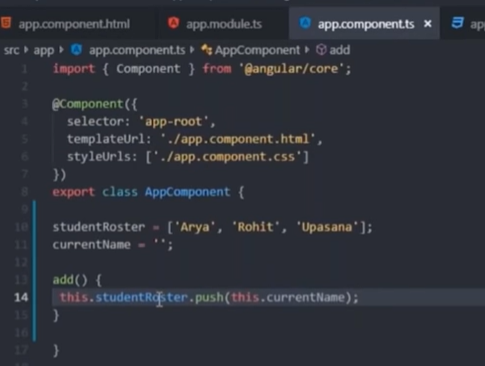 app.component.html app.module.ts app.component.ts × ap
src › app › app.component.ts › AppComponent › add
1 import { Component } from '@angular/core';
2
3 @Component({
4 selector: 'app-root',
5 templateUrl: './app.component.html',
6 styleUrls: ['./app.component.css']
7 })
8 export class AppComponent {
9
10 studentRoster = ['Arya', 'Rohit', 'Upasana'];
11 currentName = '';
12
13 add() {
14 this.studentRoster.push(this.currentName);
15 }
16
17 }